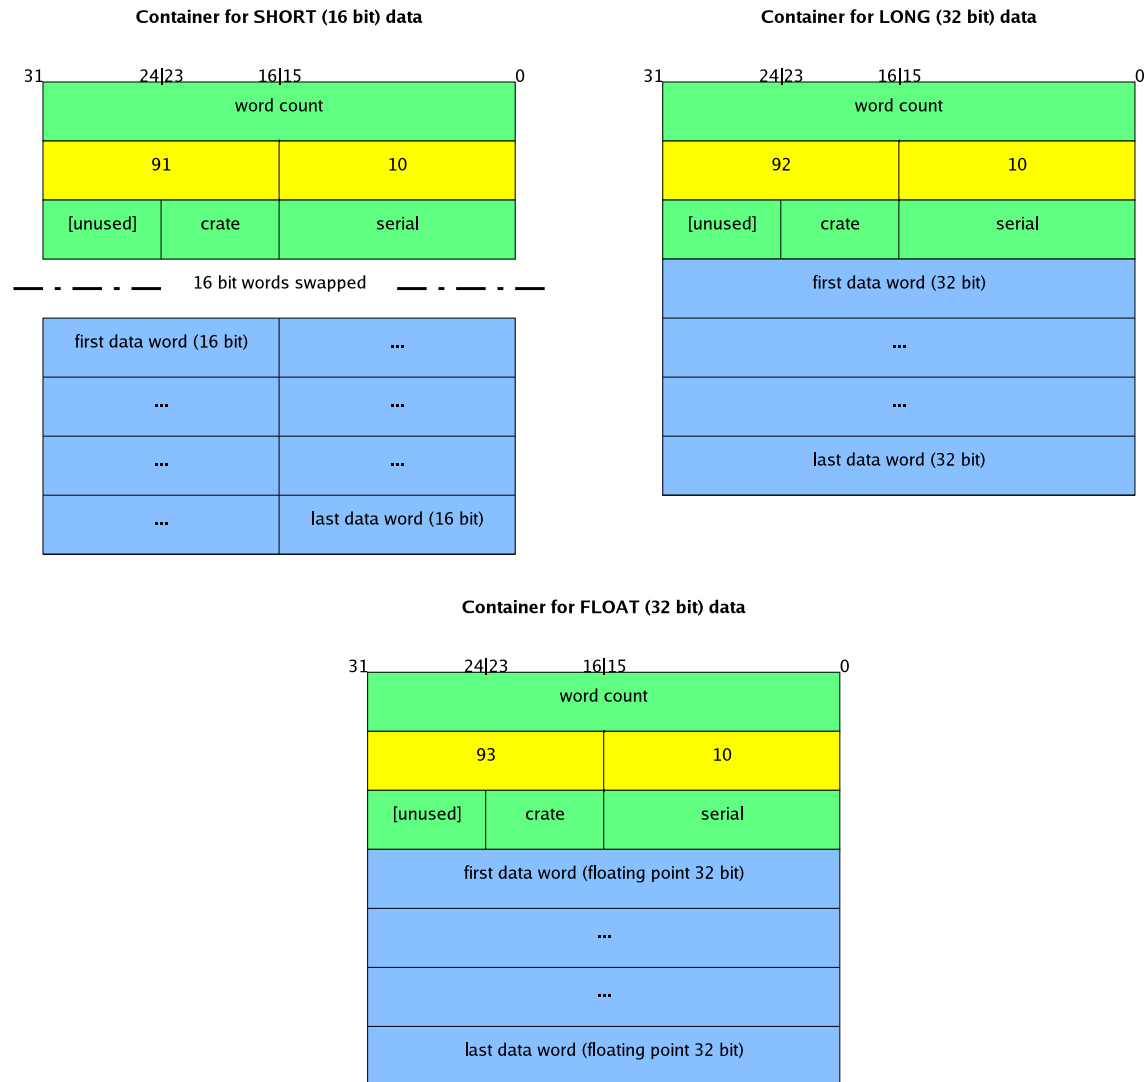 Container for SHORT (16 bit) data
31 24|23 16|15 0
word count
91 10
[unused] crate serial
16 bit words swapped
first data word (16 bit) ...
... ...
... ...
... last data word (16 bit)
Container for LONG (32 bit) data
31 24|23 16|15 0
word count
92 10
[unused] crate serial
first data word (32 bit)
...
...
last data word (32 bit)
Container for FLOAT (32 bit) data
31 24|23 16|15 0
word count
93 10
[unused] crate serial
first data word (floating point 32 bit)
...
...
last data word (floating point 32 bit)